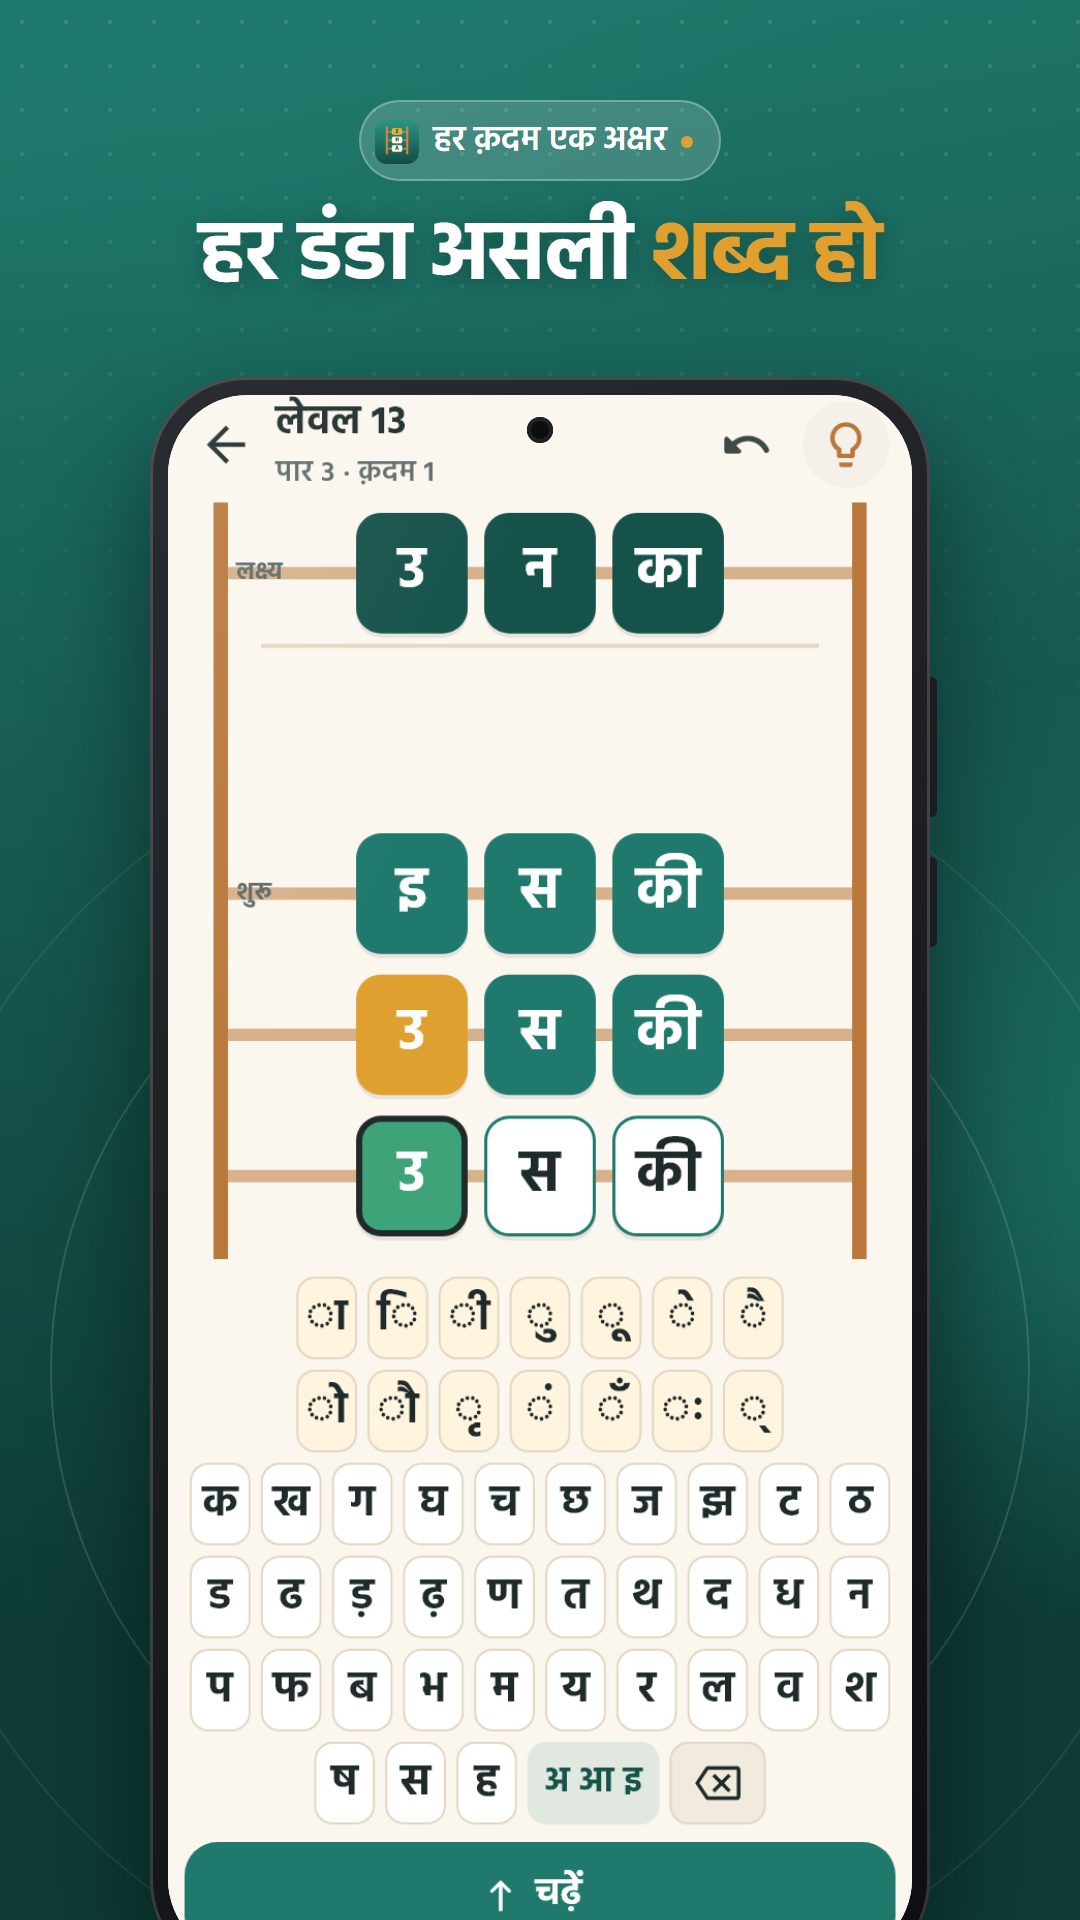 हर क़दम एक अक्षर
हर डंडा असली शब्द हो
लेवल 13
पार 3 · क़दम 1
लक्ष्य उ न का
शुरू इ स की
उ स की
उ स की
ा ि ी ु ू े ै
ो ौ ृ ं ँ ः ्
क ख ग घ च छ ज झ ट ठ
ड ढ ड़ ढ़ ण त थ द ध न
प फ ब भ म य र ल व श
ष स ह अ आ इ
↑ चढ़ें